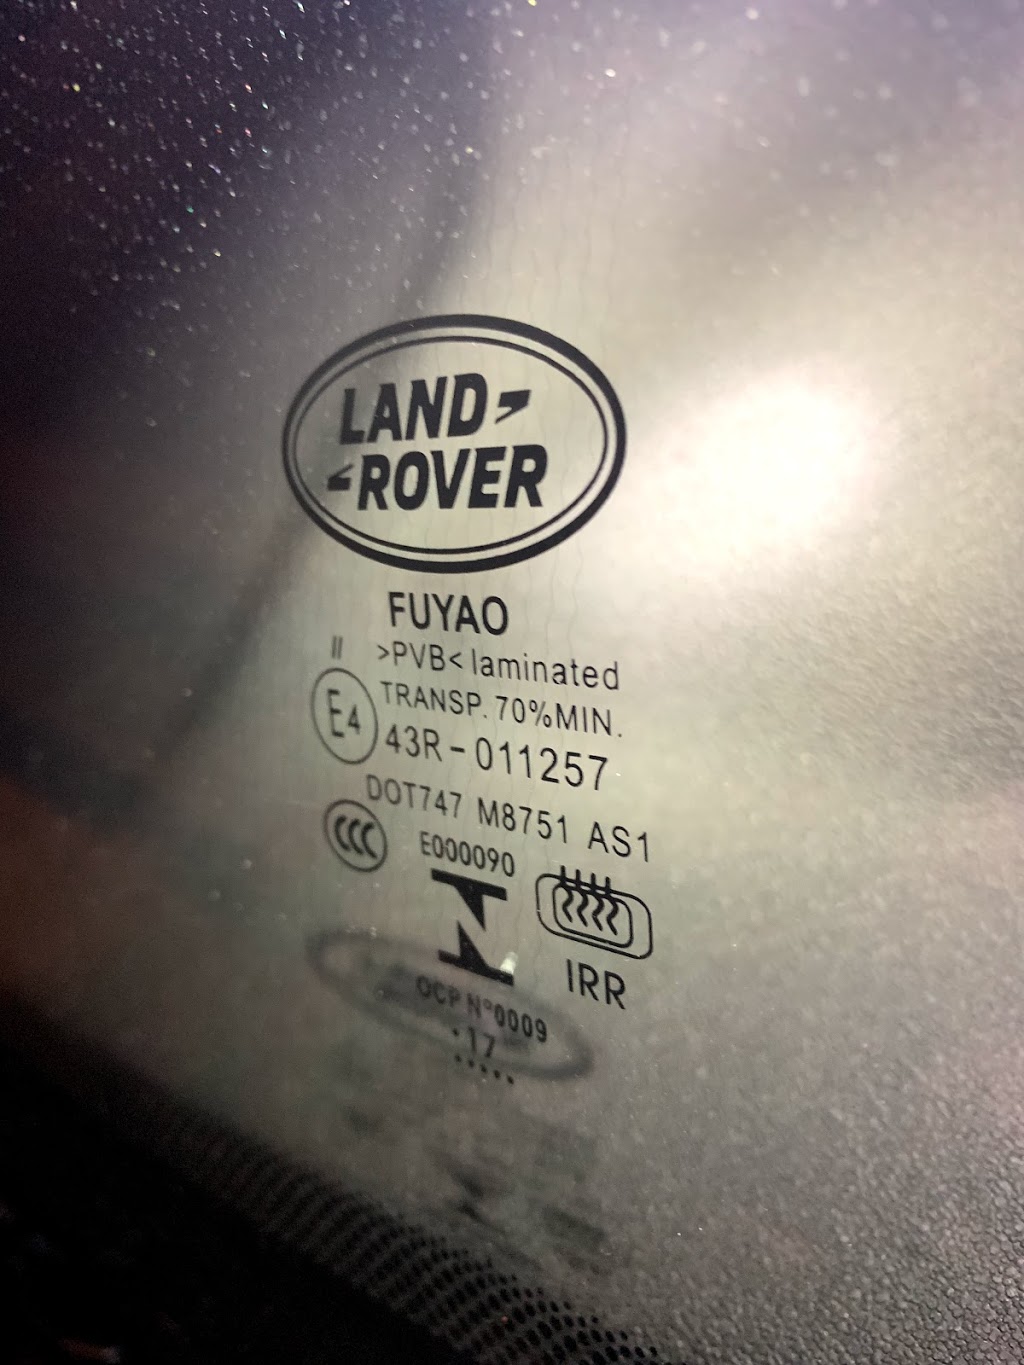 LAND
ROVER
FUYAO
II >PVB< laminated
TRANSP. 70%MIN.
E4 43R-011257
DOT747 M8751 AS1
CCC E000090
IRR
OCP N°0009
.17
.....